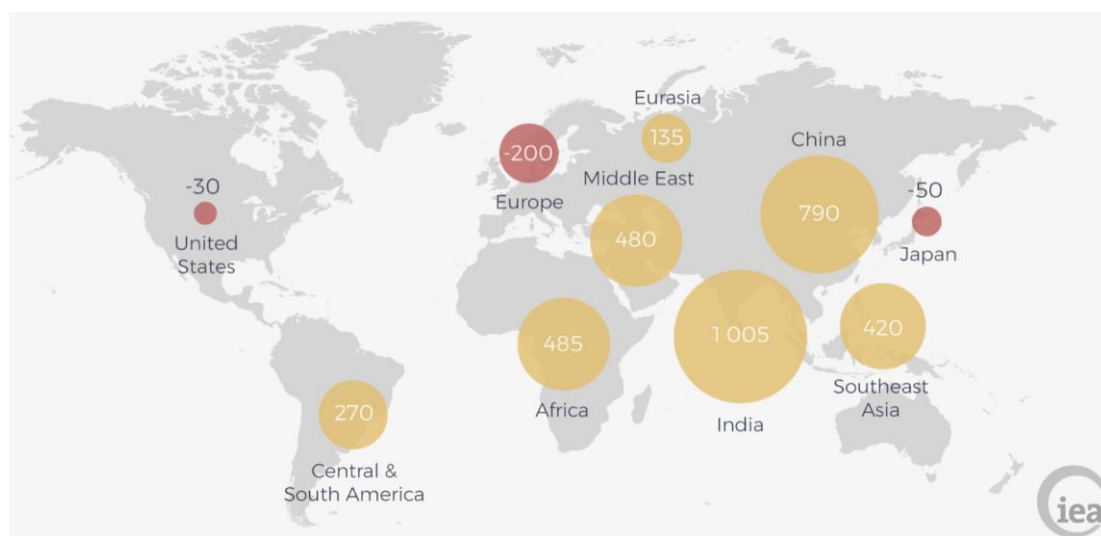 -30
United
States
270
Central &
South America
-200
Europe
Eurasia
135
Middle East
480
485
Africa
China
790
1 005
India
-50
Japan
420
Southeast
Asia
iea